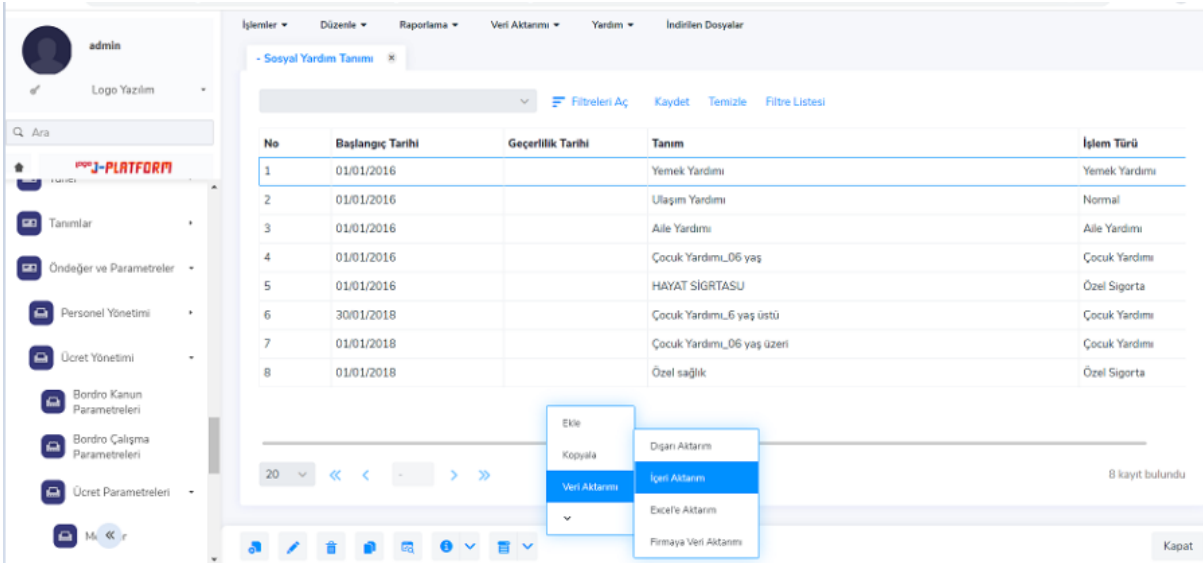 admin
Logo Yazılım
Ara
LOGO J-PLATFORM
Tanımlar
Öndeğer ve Parametreler
Personel Yönetimi
Ücret Yönetimi
Bordro Kanun
Parametreleri
Bordro Çalışma
Parametreleri
Ücret Parametreleri
İşlemler Düzenle Raporlama Veri Aktarımı Yardım İndirilen Dosyalar
- Sosyal Yardım Tanımı
Filtreleri Aç Kaydet Temizle Filtre Listesi
No Başlangıç Tarihi Geçerlilik Tarihi Tanım İşlem Türü
1 01/01/2016 Yemek Yardımı Yemek Yardımı
2 01/01/2016 Ulaşım Yardımı Normal
3 01/01/2016 Aile Yardımı Aile Yardımı
4 01/01/2016 Çocuk Yardımı_06 yaş Çocuk Yardımı
5 01/01/2016 HAYAT SİGRTASU Özel Sigorta
6 30/01/2018 Çocuk Yardımı_6 yaş üstü Çocuk Yardımı
7 01/01/2018 Çocuk Yardımı_06 yaş üzeri Çocuk Yardımı
8 01/01/2018 Özel sağlık Özel Sigorta
Ekle
Kopyala
Veri Aktarımı
Dışarı Aktarım
İçeri Aktarım
Excel'e Aktarım
Firmaya Veri Aktarımı
20 « < - > »
8 kayıt bulundu
Kapat